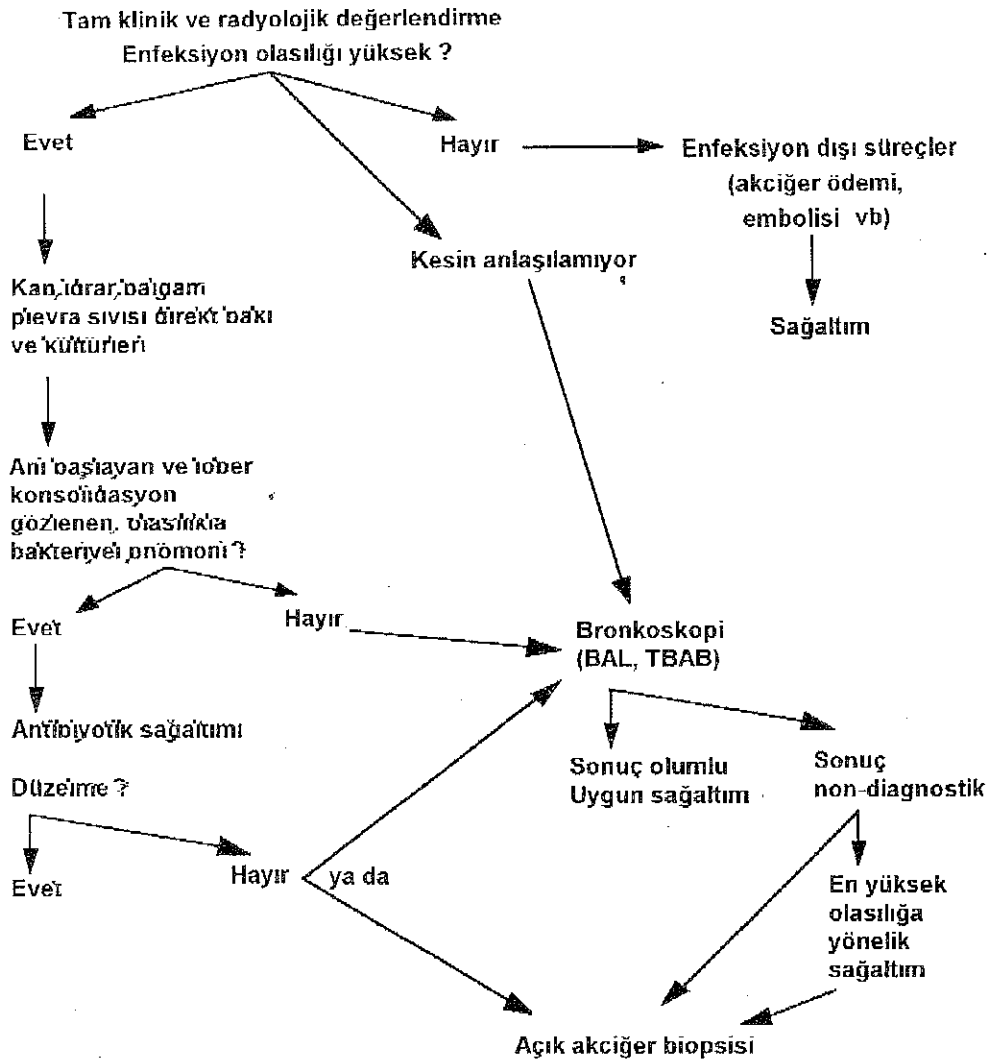 Tam klinik ve radyolojik değerlendirme
Enfeksiyon olasılığı yüksek ?
Evet
Hayır
Enfeksiyon dışı süreçler
(akciğer ödemi,
embolisi vb)
Kesin anlaşılamıyor
Sağaltım
Kan, idrar, balgam
plevra sıvısı direkt bakı
ve kültürleri
Ani başlayan ve lober
konsolidasyon
gözlenen, olasılıkla
bakteriyel pnömoni ?
Evet
Hayır
Bronkoskopi
(BAL, TBAB)
Antibiyotik sağaltımı
Sonuç olumlu
Uygun sağaltım
Sonuç
non-diagnostik
Düzelme ?
Evet
Hayır
ya da
En yüksek
olasılığa
yönelik
sağaltım
Açık akciğer biopsisi